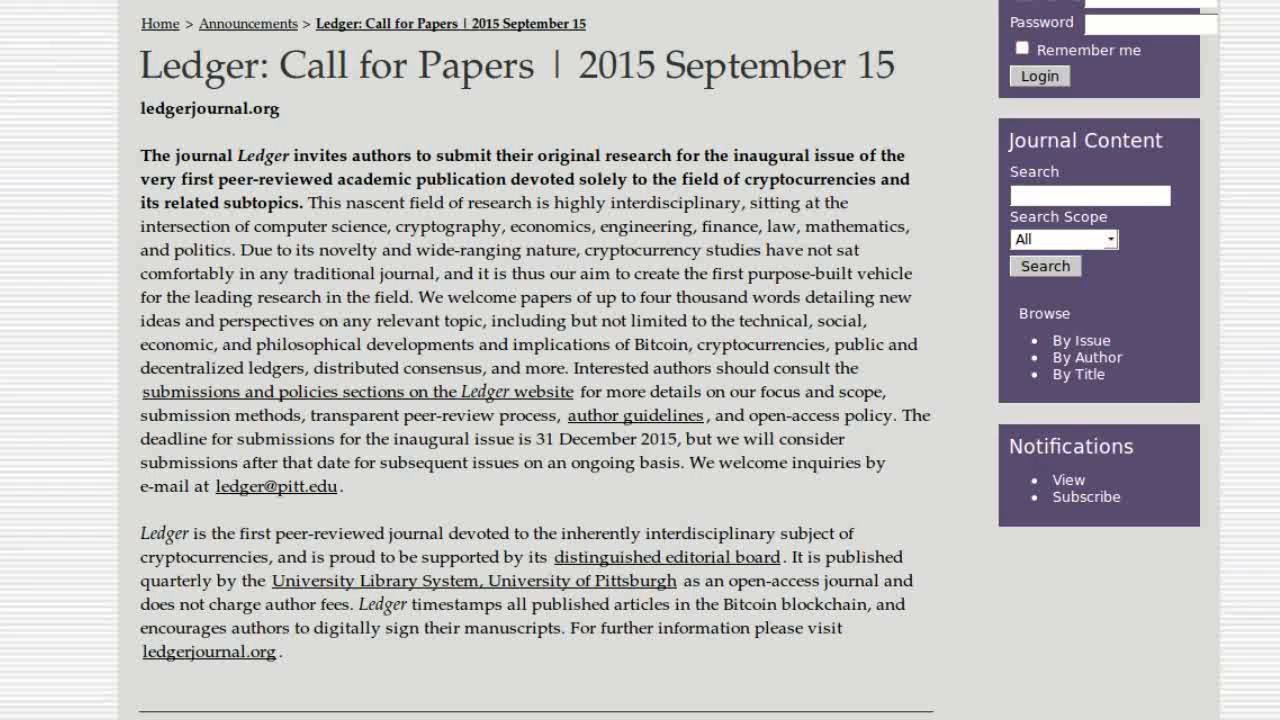 Home > Announcements > Ledger: Call for Papers | 2015 September 15
Ledger: Call for Papers | 2015 September 15
ledgerjournal.org
The journal Ledger invites authors to submit their original research for the inaugural issue of the
very first peer-reviewed academic publication devoted solely to the field of cryptocurrencies and
its related subtopics. This nascent field of research is highly interdisciplinary, sitting at the
intersection of computer science, cryptography, economics, engineering, finance, law, mathematics,
and politics. Due to its novelty and wide-ranging nature, cryptocurrency studies have not sat
comfortably in any traditional journal, and it is thus our aim to create the first purpose-built vehicle
for the leading research in the field. We welcome papers of up to four thousand words detailing new
ideas and perspectives on any relevant topic, including but not limited to the technical, social,
economic, and philosophical developments and implications of Bitcoin, cryptocurrencies, public and
decentralized ledgers, distributed consensus, and more. Interested authors should consult the
submissions and policies sections on the Ledger website for more details on our focus and scope,
submission methods, transparent peer-review process, author guidelines, and open-access policy. The
deadline for submissions for the inaugural issue is 31 December 2015, but we will consider
submissions after that date for subsequent issues on an ongoing basis. We welcome inquiries by
e-mail at ledger@pitt.edu.
Ledger is the first peer-reviewed journal devoted to the inherently interdisciplinary subject of
cryptocurrencies, and is proud to be supported by its distinguished editorial board. It is published
quarterly by the University Library System, University of Pittsburgh as an open-access journal and
does not charge author fees. Ledger timestamps all published articles in the Bitcoin blockchain, and
encourages authors to digitally sign their manuscripts. For further information please visit
ledgerjournal.org.
Password
Remember me
Login
Journal Content
Search
Search Scope
All
Search
Browse
By Issue
By Author
By Title
Notifications
View
Subscribe